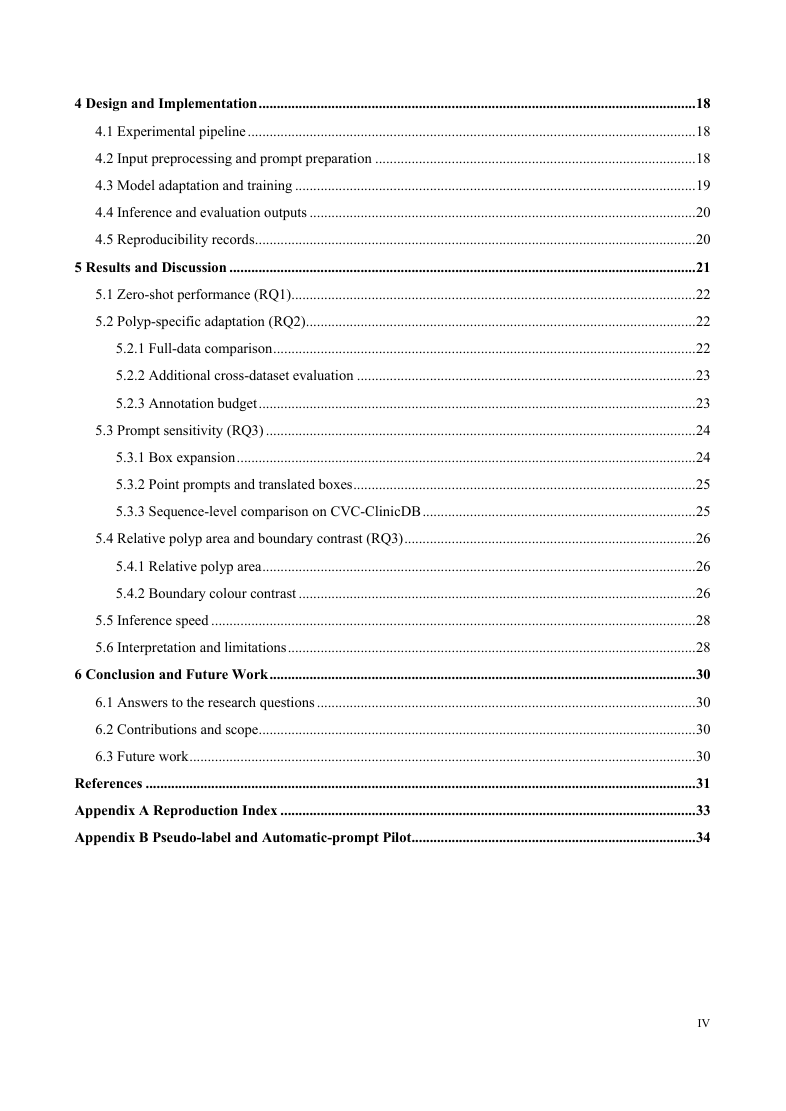 4 Design and Implementation........18
4.1 Experimental pipeline........18
4.2 Input preprocessing and prompt preparation ........18
4.3 Model adaptation and training ........19
4.4 Inference and evaluation outputs ........20
4.5 Reproducibility records........20
5 Results and Discussion ........21
5.1 Zero-shot performance (RQ1)........22
5.2 Polyp-specific adaptation (RQ2)........22
5.2.1 Full-data comparison........22
5.2.2 Additional cross-dataset evaluation ........23
5.2.3 Annotation budget........23
5.3 Prompt sensitivity (RQ3)........24
5.3.1 Box expansion........24
5.3.2 Point prompts and translated boxes........25
5.3.3 Sequence-level comparison on CVC-ClinicDB........25
5.4 Relative polyp area and boundary contrast (RQ3)........26
5.4.1 Relative polyp area........26
5.4.2 Boundary colour contrast ........26
5.5 Inference speed ........28
5.6 Interpretation and limitations........28
6 Conclusion and Future Work........30
6.1 Answers to the research questions ........30
6.2 Contributions and scope........30
6.3 Future work........30
References ........31
Appendix A Reproduction Index ........33
Appendix B Pseudo-label and Automatic-prompt Pilot........34
IV